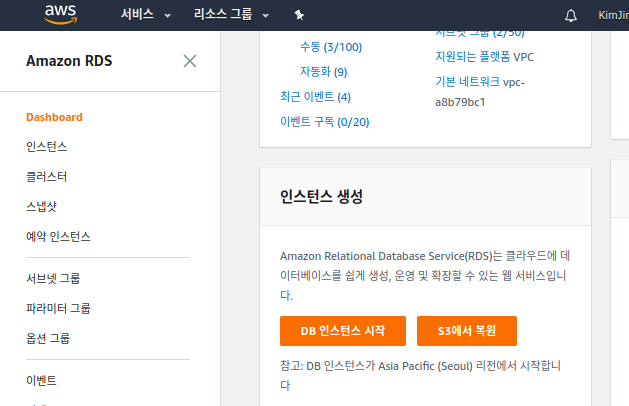 aws
서비스
리소스 그룹
KimJin
Amazon RDS
Dashboard
인스턴스
클러스터
스냅샷
예약 인스턴스
서브넷 그룹
파라미터 그룹
옵션 그룹
이벤트
수동 (3/100)
자동화 (9)
최근 이벤트 (4)
이벤트 구독 (0/20)
서브넷 그룹 (2/50)
지원되는 플랫폼 VPC
기본 네트워크 vpc-
a8b79bc1
인스턴스 생성
Amazon Relational Database Service(RDS)는 클라우드에 데
이터베이스를 쉽게 생성, 운영 및 확장할 수 있는 웹 서비스입니
다.
DB 인스턴스 시작
S3에서 복원
참고: DB 인스턴스가 Asia Pacific (Seoul) 리전에서 시작합니
다